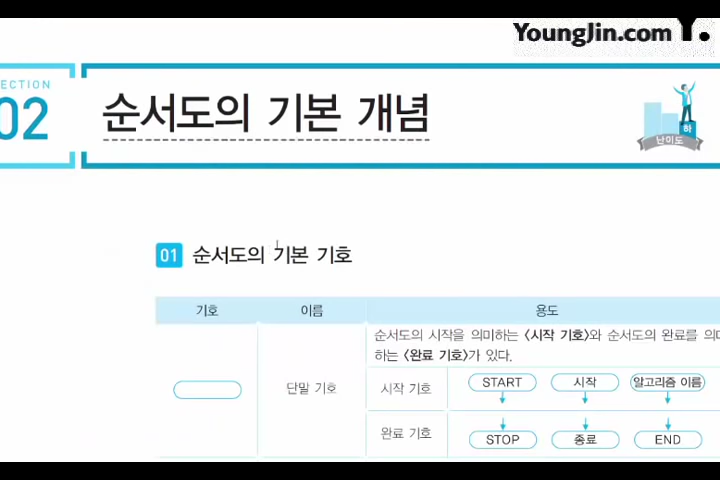 YoungJin.com Y.
ECTION
02
순서도의 기본 개념
하
난이도
01 순서도의 기본 기호
기호 이름 용도
순서도의 시작을 의미하는 <시작 기호>와 순서도의 완료를 의미
하는 <완료 기호>가 있다.
단말 기호
시작 기호 START 시작 알고리즘 이름
완료 기호 STOP 종료 END